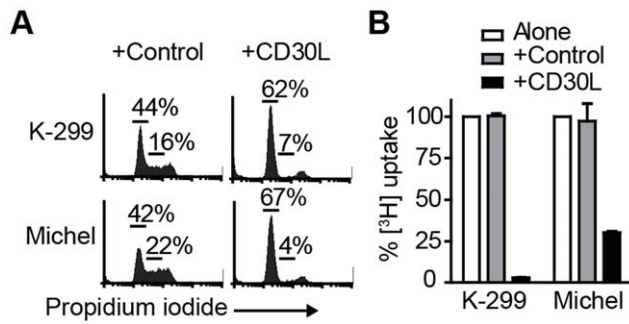 A
+Control +CD30L
K-299
44%
16%
62%
7%
Michel
42%
22%
67%
4%
Propidium iodide
B
Alone
+Control
+CD30L
% [³H] uptake
100
75
50
25
0
K-299 Michel